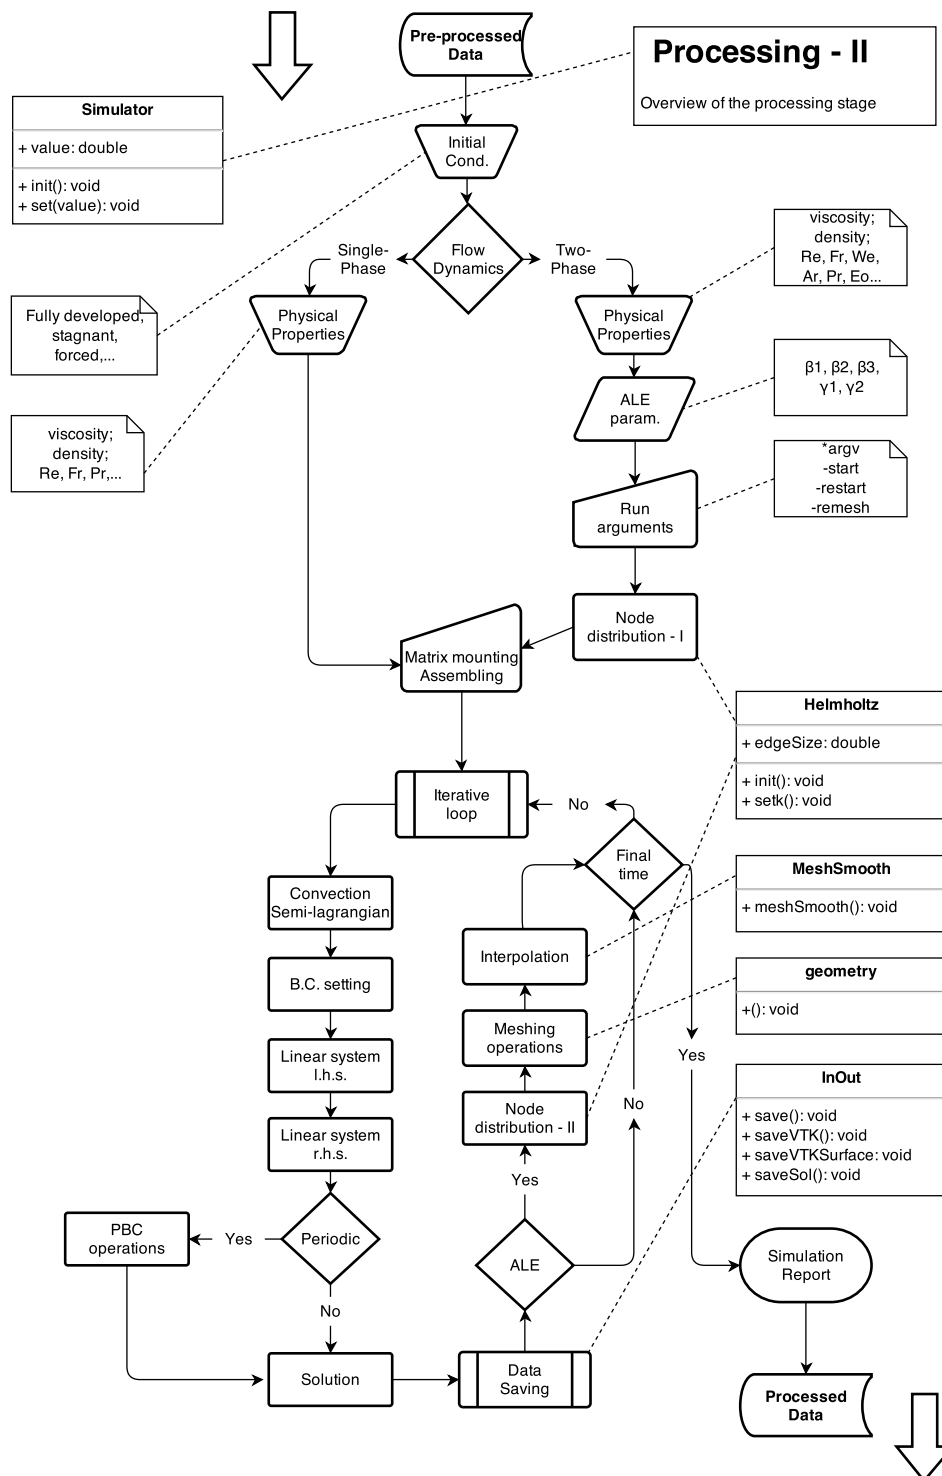 Pre-processed
Data
Processing - II
Overview of the processing stage
Simulator
+ value: double
+ init(): void
+ set(value): void
Initial
Cond.
Flow
Dynamics
Single-
Phase
Two-
Phase
viscosity;
density;
Re, Fr, We,
Ar, Pr, Eo...
Fully developed,
stagnant,
forced,...
Physical
Properties
Physical
Properties
viscosity;
density;
Re, Fr, Pr,...
ALE
param.
β1, β2, β3,
γ1, γ2
*argv
-start
-restart
-remesh
Run
arguments
Node
distribution - I
Matrix mounting
Assembling
Helmholtz
+ edgeSize: double
+ init(): void
+ setk(): void
Iterative
loop
No
Final
time
Convection
Semi-lagrangian
B.C. setting
Linear system
l.h.s.
Linear system
r.h.s.
Periodic
Yes
PBC
operations
No
Solution
Data
Saving
ALE
Yes
No
Node
distribution - II
Meshing
operations
Interpolation
Yes
MeshSmooth
+ meshSmooth(): void
geometry
+(): void
InOut
+ save(): void
+ saveVTK(): void
+ saveVTKSurface: void
+ saveSol(): void
Simulation
Report
Processed
Data